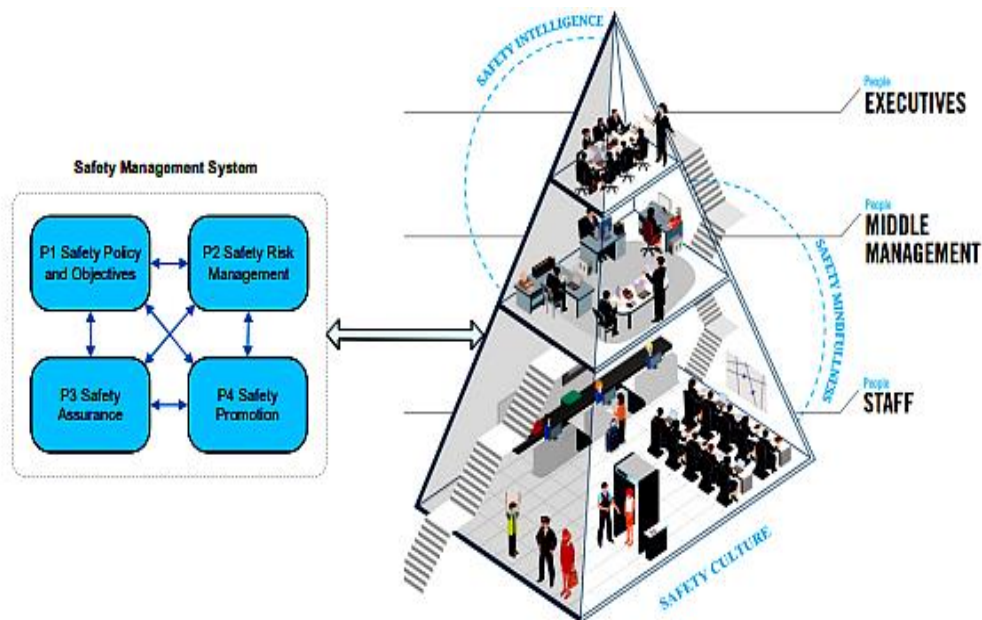 Safety Management System
P1 Safety Policy
and Objectives
P2 Safety Risk
Management
P3 Safety
Assurance
P4 Safety
Promotion
SAFETY INTELLIGENCE
People
EXECUTIVES
People
MIDDLE
MANAGEMENT
SAFETY MINDFULLNESS
People
STAFF
SAFETY CULTURE